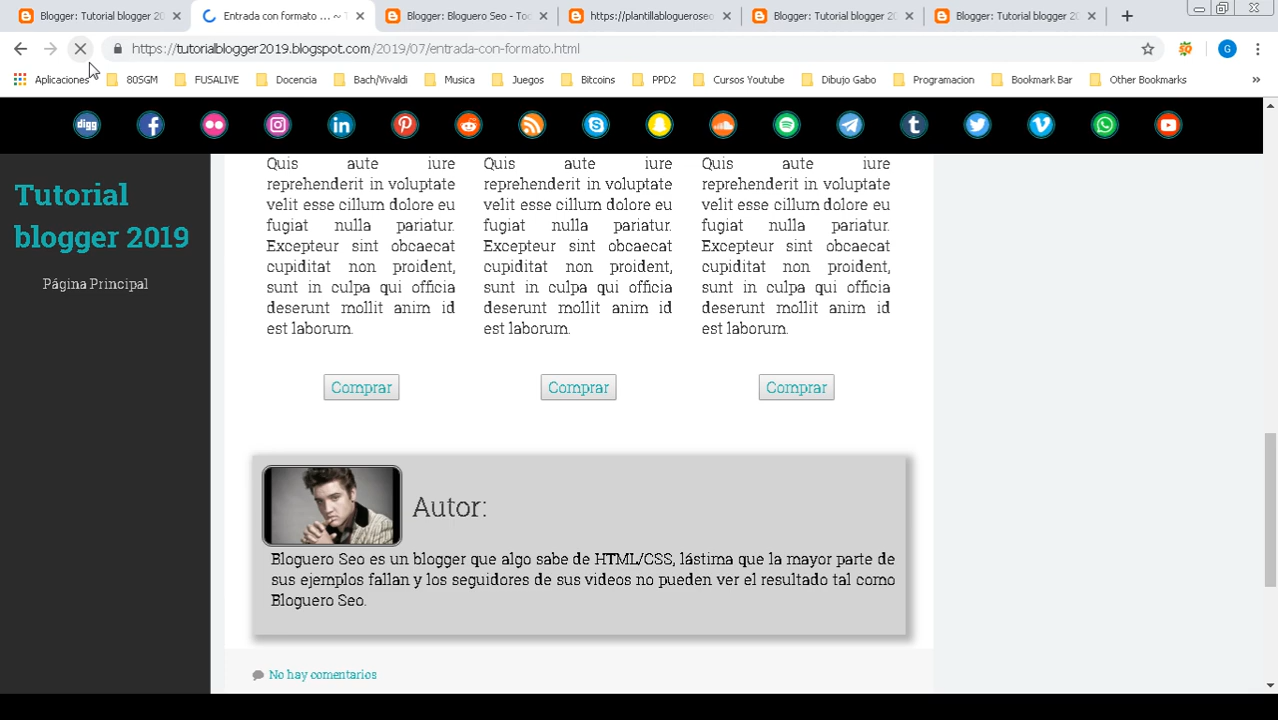 Blogger: Tutorial blogger 20
Entrada con formato ... ~ T
Blogger: Bloguero Seo - Too
https://plantillablogueroseo
Blogger: Tutorial blogger 20
Blogger: Tutorial blogger 20
https://tutorialblogger2019.blogspot.com/2019/07/entrada-con-formato.html
G
Aplicaciones
80SGM
FUSALIVE
Docencia
Bach/Vivaldi
Musica
Juegos
Bitcoins
PPD2
Cursos Youtube
Dibujo Gabo
Programacion
Bookmark Bar
Other Bookmarks
»
digg
Tutorial
blogger 2019
Página Principal
Quis aute iure
reprehenderit in voluptate
velit esse cillum dolore eu
fugiat nulla pariatur.
Excepteur sint obcaecat
cupiditat non proident,
sunt in culpa qui officia
deserunt mollit anim id
est laborum.
Comprar
Quis aute iure
reprehenderit in voluptate
velit esse cillum dolore eu
fugiat nulla pariatur.
Excepteur sint obcaecat
cupiditat non proident,
sunt in culpa qui officia
deserunt mollit anim id
est laborum.
Comprar
Quis aute iure
reprehenderit in voluptate
velit esse cillum dolore eu
fugiat nulla pariatur.
Excepteur sint obcaecat
cupiditat non proident,
sunt in culpa qui officia
deserunt mollit anim id
est laborum.
Comprar
Autor:
Bloguero Seo es un blogger que algo sabe de HTML/CSS, lástima que la mayor parte de
sus ejemplos fallan y los seguidores de sus videos no pueden ver el resultado tal como
Bloguero Seo.
No hay comentarios